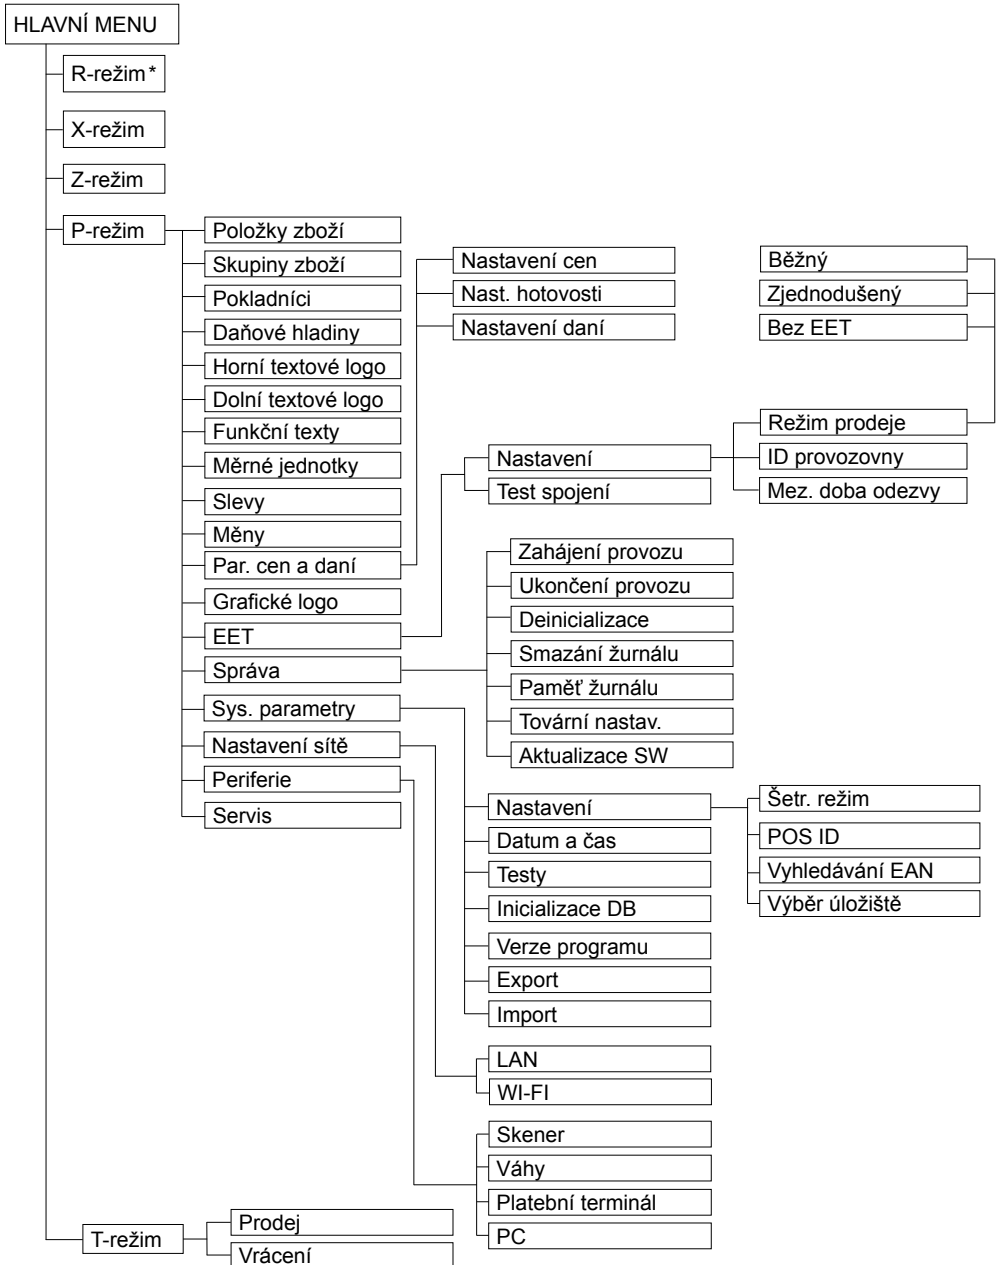 HLAVNÍ MENU
R-režim*
X-režim
Z-režim
P-režim
Položky zboží
Skupiny zboží
Pokladníci
Daňové hladiny
Horní textové logo
Dolní textové logo
Funkční texty
Měrné jednotky
Slevy
Měny
Par. cen a daní
Grafické logo
EET
Správa
Sys. parametry
Nastavení sítě
Periferie
Servis
Nastavení cen
Nast. hotovosti
Nastavení daní
Běžný
Zjednodušený
Bez EET
Nastavení
Test spojení
Režim prodeje
ID provozovny
Mez. doba odezvy
Zahájení provozu
Ukončení provozu
Deinicializace
Smazání žurnálu
Paměť žurnálu
Tovární nastav.
Aktualizace SW
Nastavení
Datum a čas
Testy
Inicializace DB
Verze programu
Export
Import
Šetr. režim
POS ID
Vyhledávání EAN
Výběr úložiště
LAN
WI-FI
Skener
Váhy
Platební terminál
PC
T-režim
Prodej
Vrácení